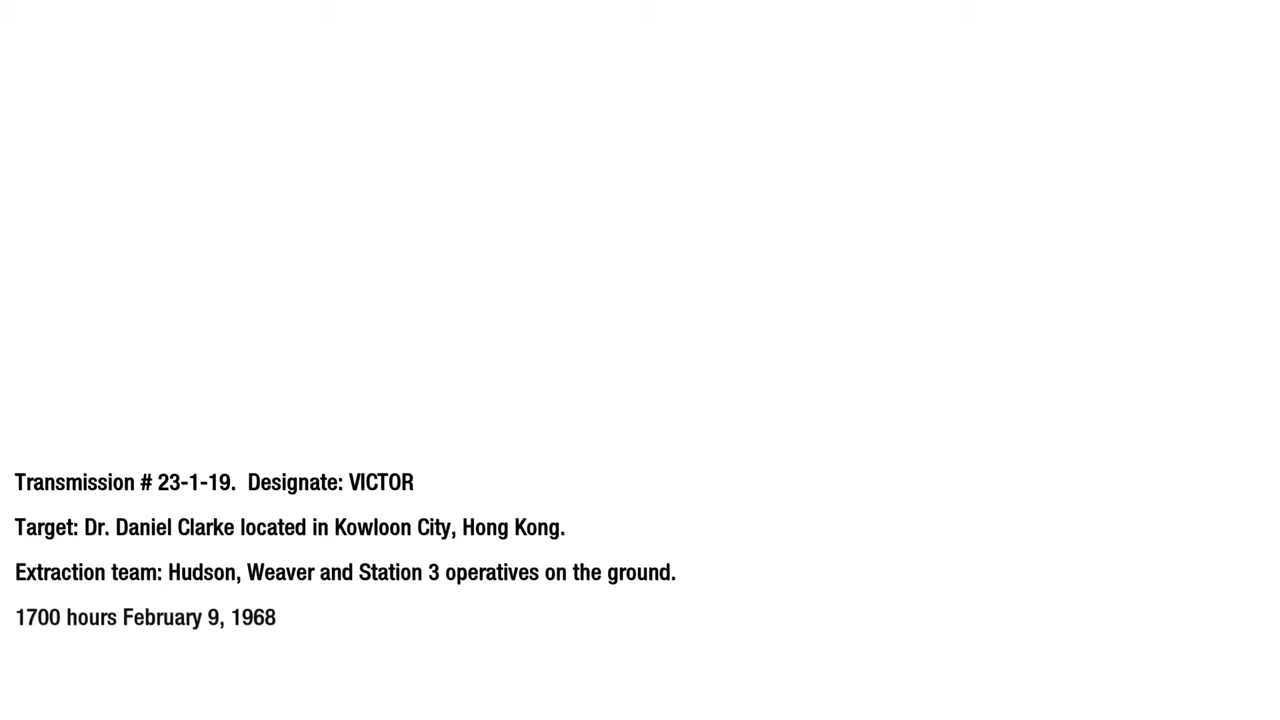 Transmission # 23-1-19.  Designate: VICTOR
Target: Dr. Daniel Clarke located in Kowloon City, Hong Kong.
Extraction team: Hudson, Weaver and Station 3 operatives on the ground.
1700 hours February 9, 1968